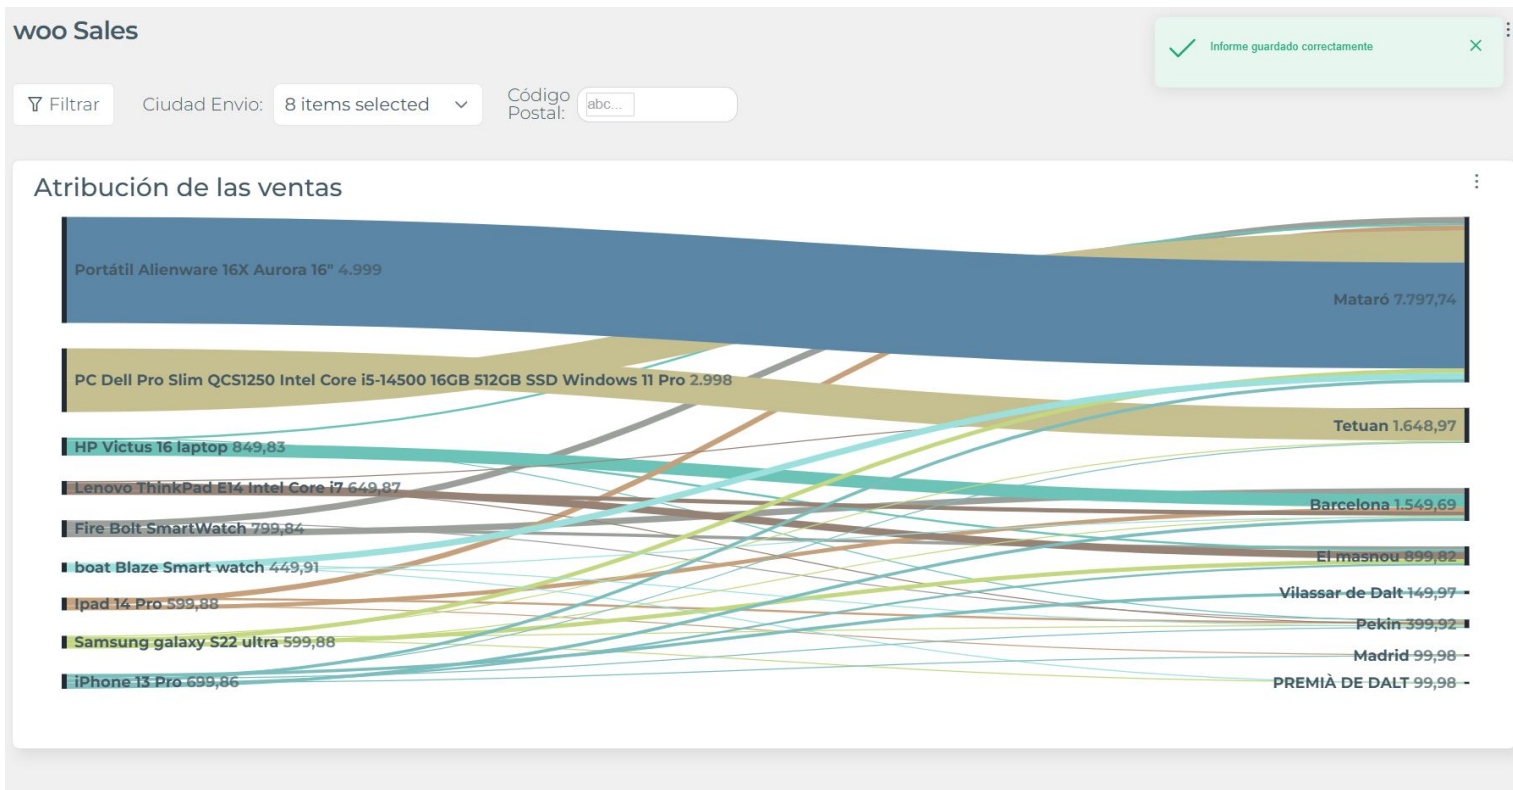 woo Sales
Informe guardado correctamente
Filtrar
Ciudad Envio:
8 items selected
Código
Postal:
abc...
Atribución de las ventas
Portátil Alienware 16X Aurora 16" 4.999
Mataró 7.797,74
PC Dell Pro Slim QCS1250 Intel Core i5-14500 16GB 512GB SSD Windows 11 Pro 2.998
Tetuan 1.648,97
HP Victus 16 laptop 849,83
Lenovo ThinkPad E14 Intel Core i7 649,87
Barcelona 1.549,69
Fire Bolt SmartWatch 799,84
El masnou 899,82
boat Blaze Smart watch 449,91
Vilassar de Dalt 149,97
Ipad 14 Pro 599,88
Pekin 399,92
Samsung galaxy S22 ultra 599,88
Madrid 99,98
iPhone 13 Pro 699,86
PREMIÀ DE DALT 99,98